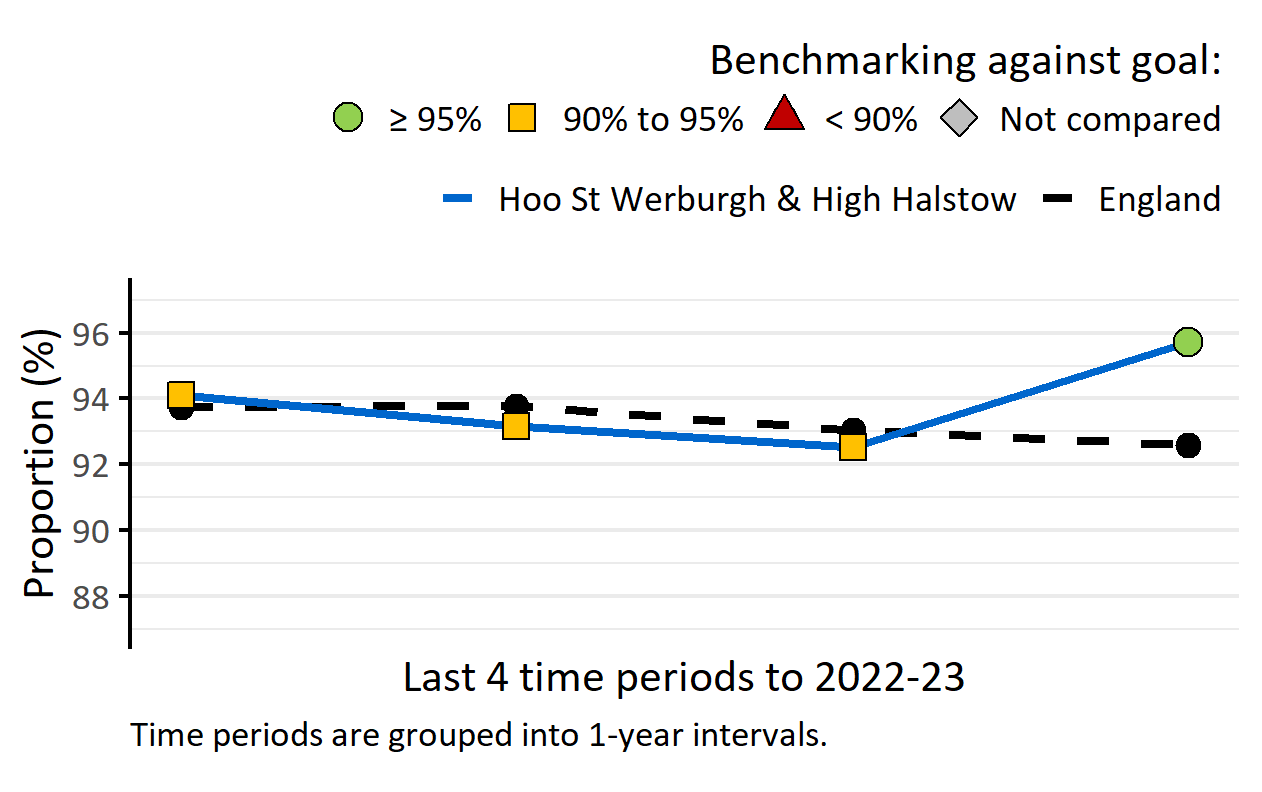 Benchmarking against goal:
≥ 95% 90% to 95% < 90% Not compared
Hoo St Werburgh & High Halstow England
Proportion (%)
96
94
92
90
88
Last 4 time periods to 2022-23
Time periods are grouped into 1-year intervals.